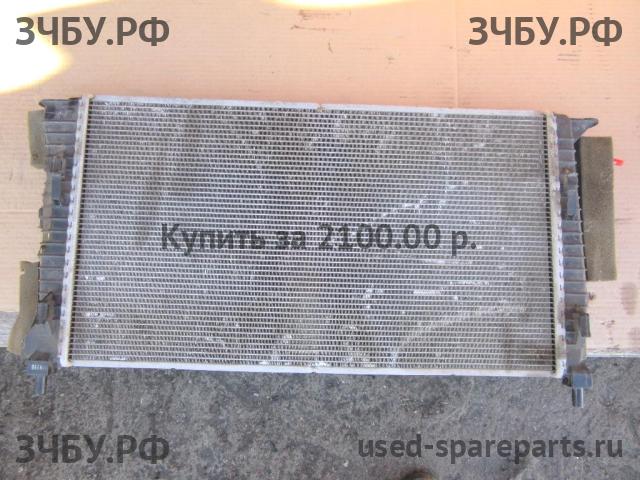 ЗЧБУ.РФ ЗЧБУ.РФ
Купить за 2100.00 р.
ЗЧБУ.РФ used-spareparts.ru